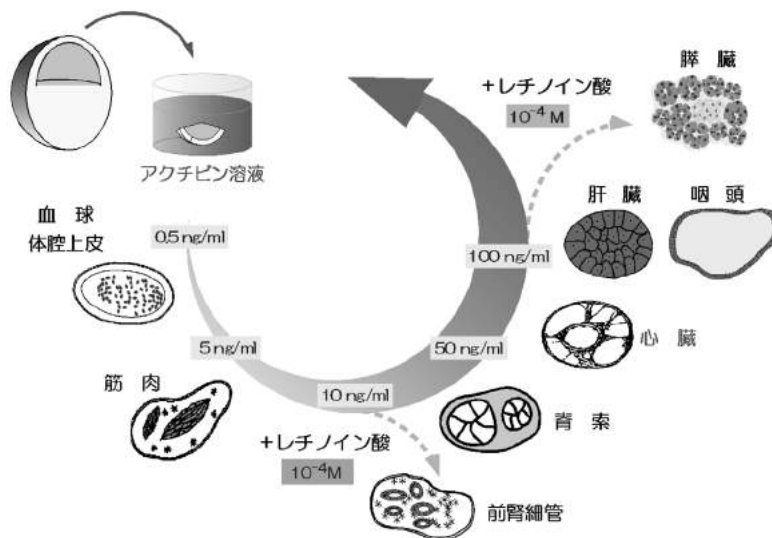 アクチビン溶液
血球
体腔上皮
0.5 ng/ml
筋肉
5 ng/ml
10 ng/ml
+レチノイン酸
10⁻⁴M
前腎細管
脊索
50 ng/ml
心臓
100 ng/ml
肝臓
咽頭
+レチノイン酸
10⁻⁴M
膵臓